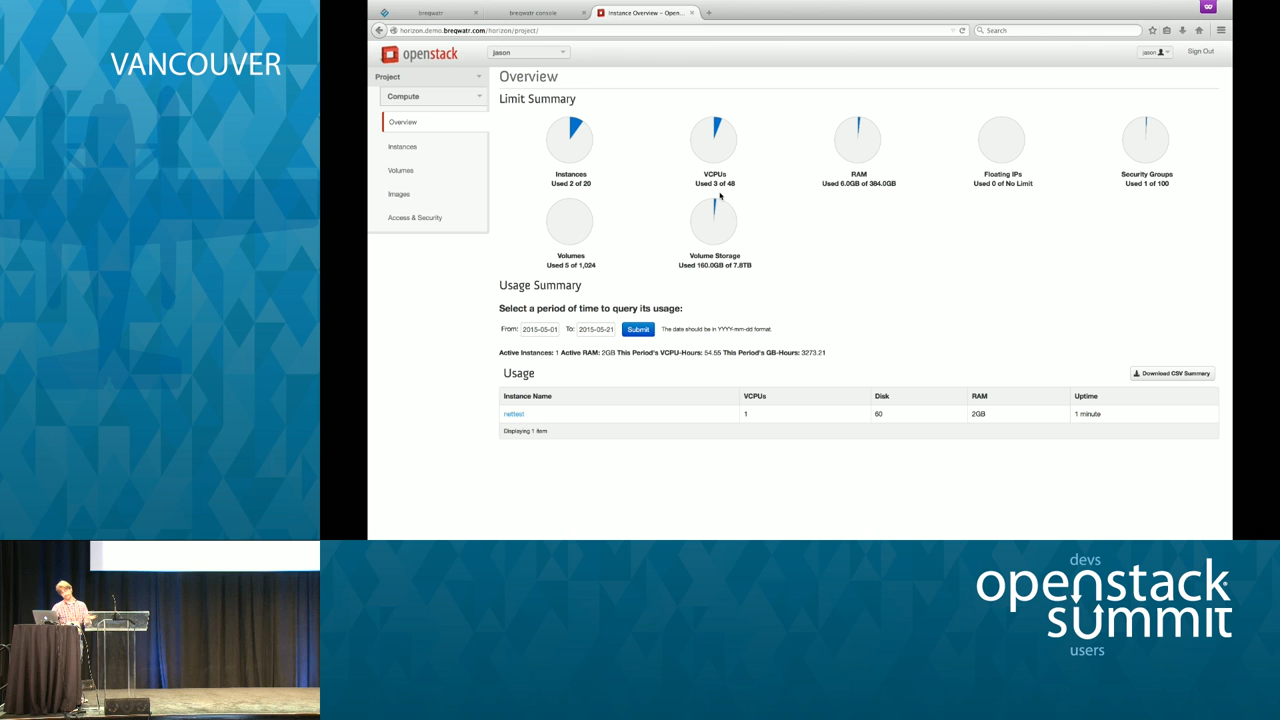 VANCOUVER
breqwatr
breqwatr console
Instance Overview - Open...
horizon.demo.breqwatr.com/horizon/project/
Search
openstack
jason
jason
Sign Out
Project
Compute
Overview
Instances
Volumes
Images
Access & Security
Overview
Limit Summary
Instances
Used 2 of 20
VCPUs
Used 3 of 48
RAM
Used 6.0GB of 384.0GB
Floating IPs
Used 0 of No Limit
Security Groups
Used 1 of 100
Volumes
Used 5 of 1,024
Volume Storage
Used 160.0GB of 7.8TB
Usage Summary
Select a period of time to query its usage:
From: 2015-05-01 To: 2015-05-21 Submit The date should be in YYYY-mm-dd format.
Active Instances: 1 Active RAM: 2GB This Period's VCPU-Hours: 54.55 This Period's GB-Hours: 3273.21
Usage
Download CSV Summary
Instance Name VCPUs Disk RAM Uptime
nettest 1 60 2GB 1 minute
Displaying 1 item
devs
openstack
summit
users